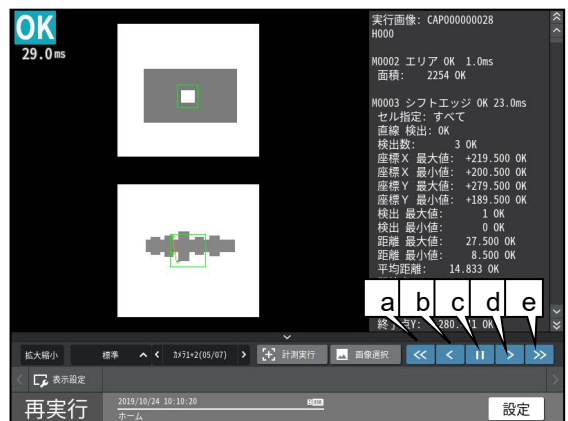 OK
29.0ms
実行画像: CAP000000028
H000
M0002 エリア OK 1.0ms
面積: 2254 OK
M0003 シフトエッジ OK 23.0ms
セル指定: すべて
直線 検出: OK
検出数: 3 OK
座標X 最大値: +219.500 OK
座標X 最小値: +200.500 OK
座標Y 最大値: +279.500 OK
座標Y 最小値: +189.500 OK
検出 最大値: 1 OK
検出 最小値: 0 OK
距離 最大値: 27.500 OK
距離 最小値: 8.500 OK
平均距離: 14.833 OK
a b c d e
終了点Y: 280. 1 OK
拡大縮小 標準 カメラ1+2(05/07) 計測実行 画像選択
表示設定
再実行 2019/10/24 10:10:20
ホーム
設定